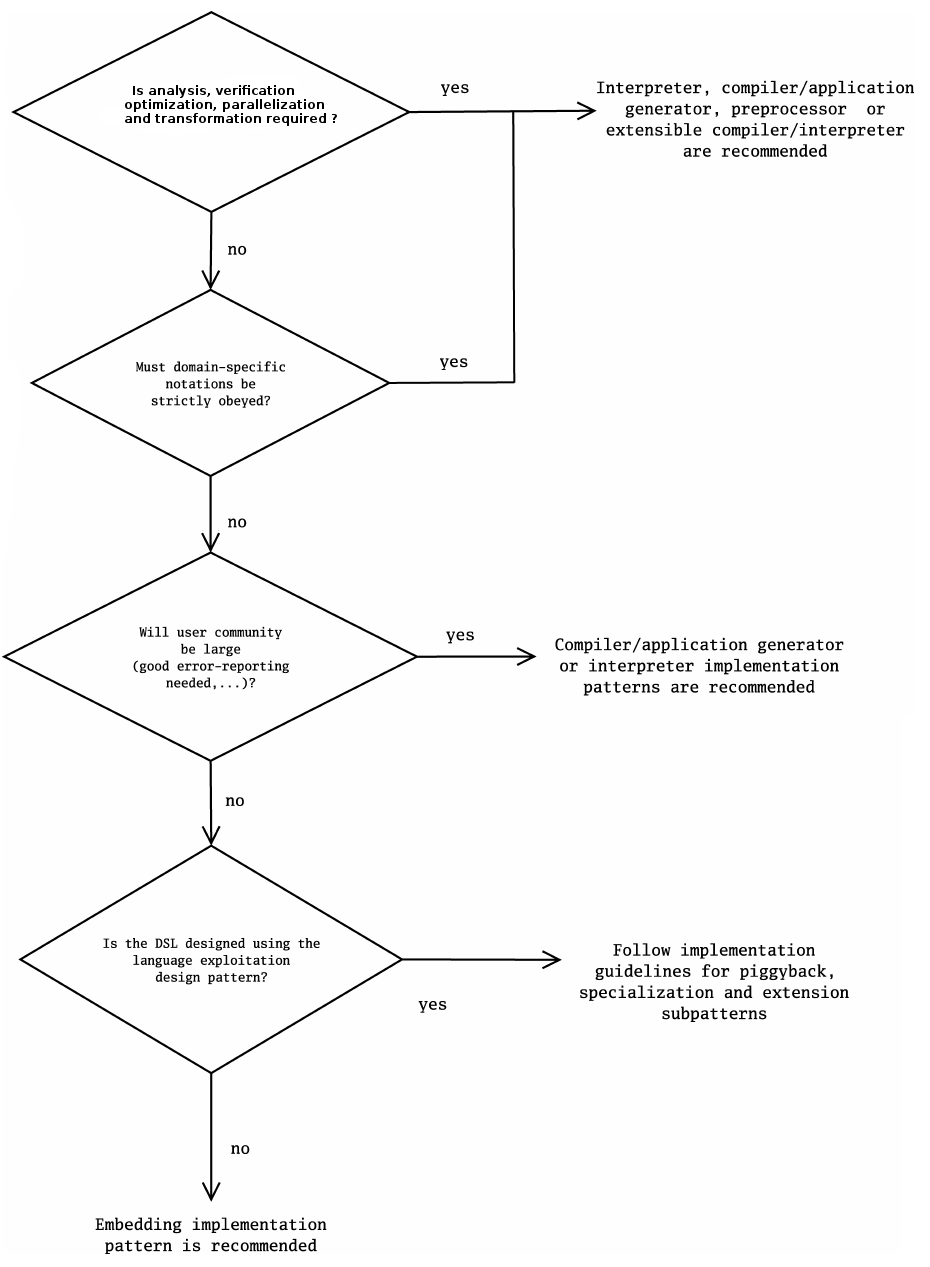 Is analysis, verification
optimization, parallelization
and transformation required ?
yes
Interpreter, compiler/application
generator, preprocessor or
extensible compiler/interpreter
are recommended
no
Must domain-specific
notations be
strictly obeyed?
yes
no
Will user community
be large
(good error-reporting
needed,...)?
yes
Compiler/application generator
or interpreter implementation
patterns are recommended
no
Is the DSL designed using the
language exploitation
design pattern?
yes
Follow implementation
guidelines for piggyback,
specialization and extension
subpatterns
no
Embedding implementation
pattern is recommended